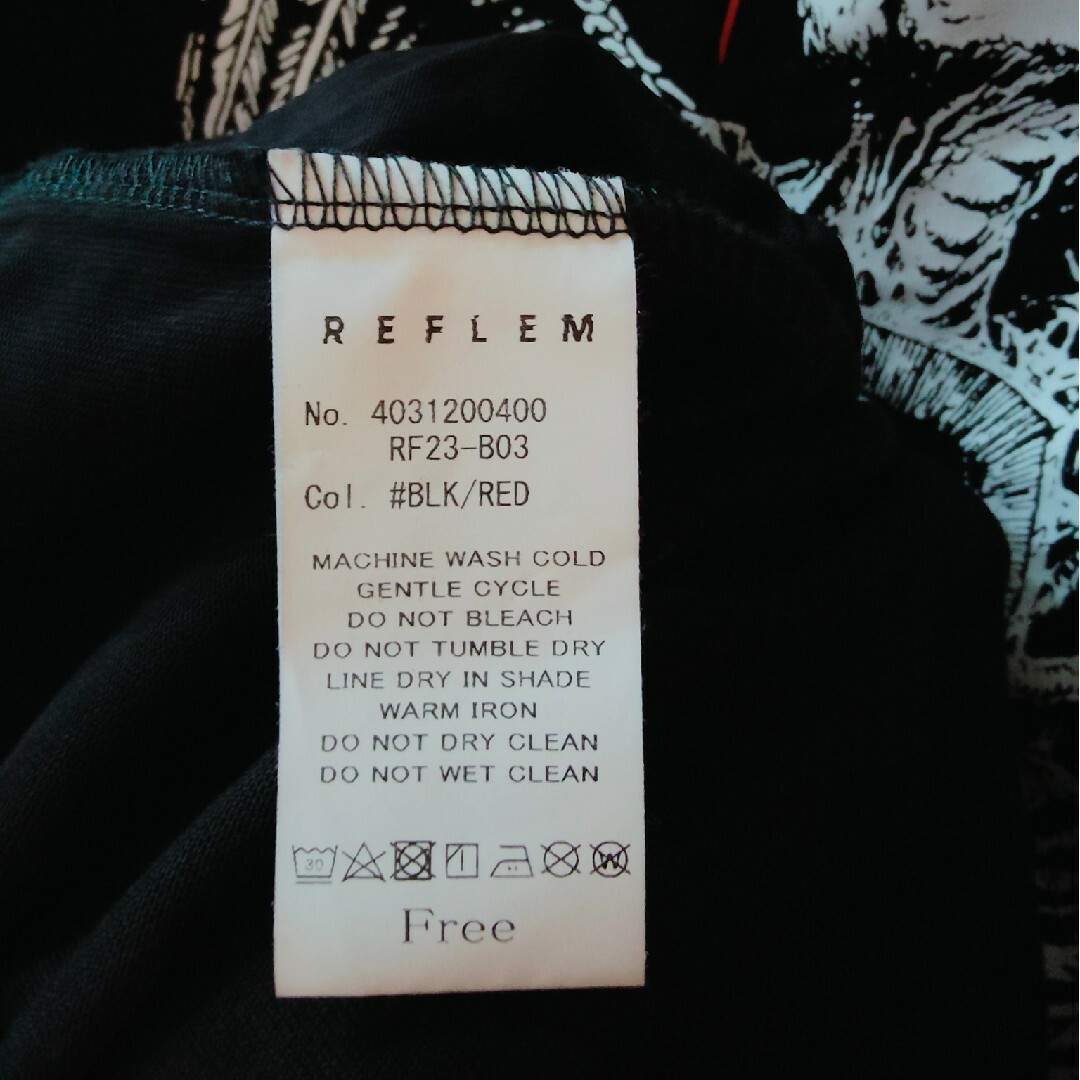 REFLEM
No. 4031200400
RF23-B03
Col. #BLK/RED
MACHINE WASH COLD
GENTLE CYCLE
DO NOT BLEACH
DO NOT TUMBLE DRY
LINE DRY IN SHADE
WARM IRON
DO NOT DRY CLEAN
DO NOT WET CLEAN
30 W
Free